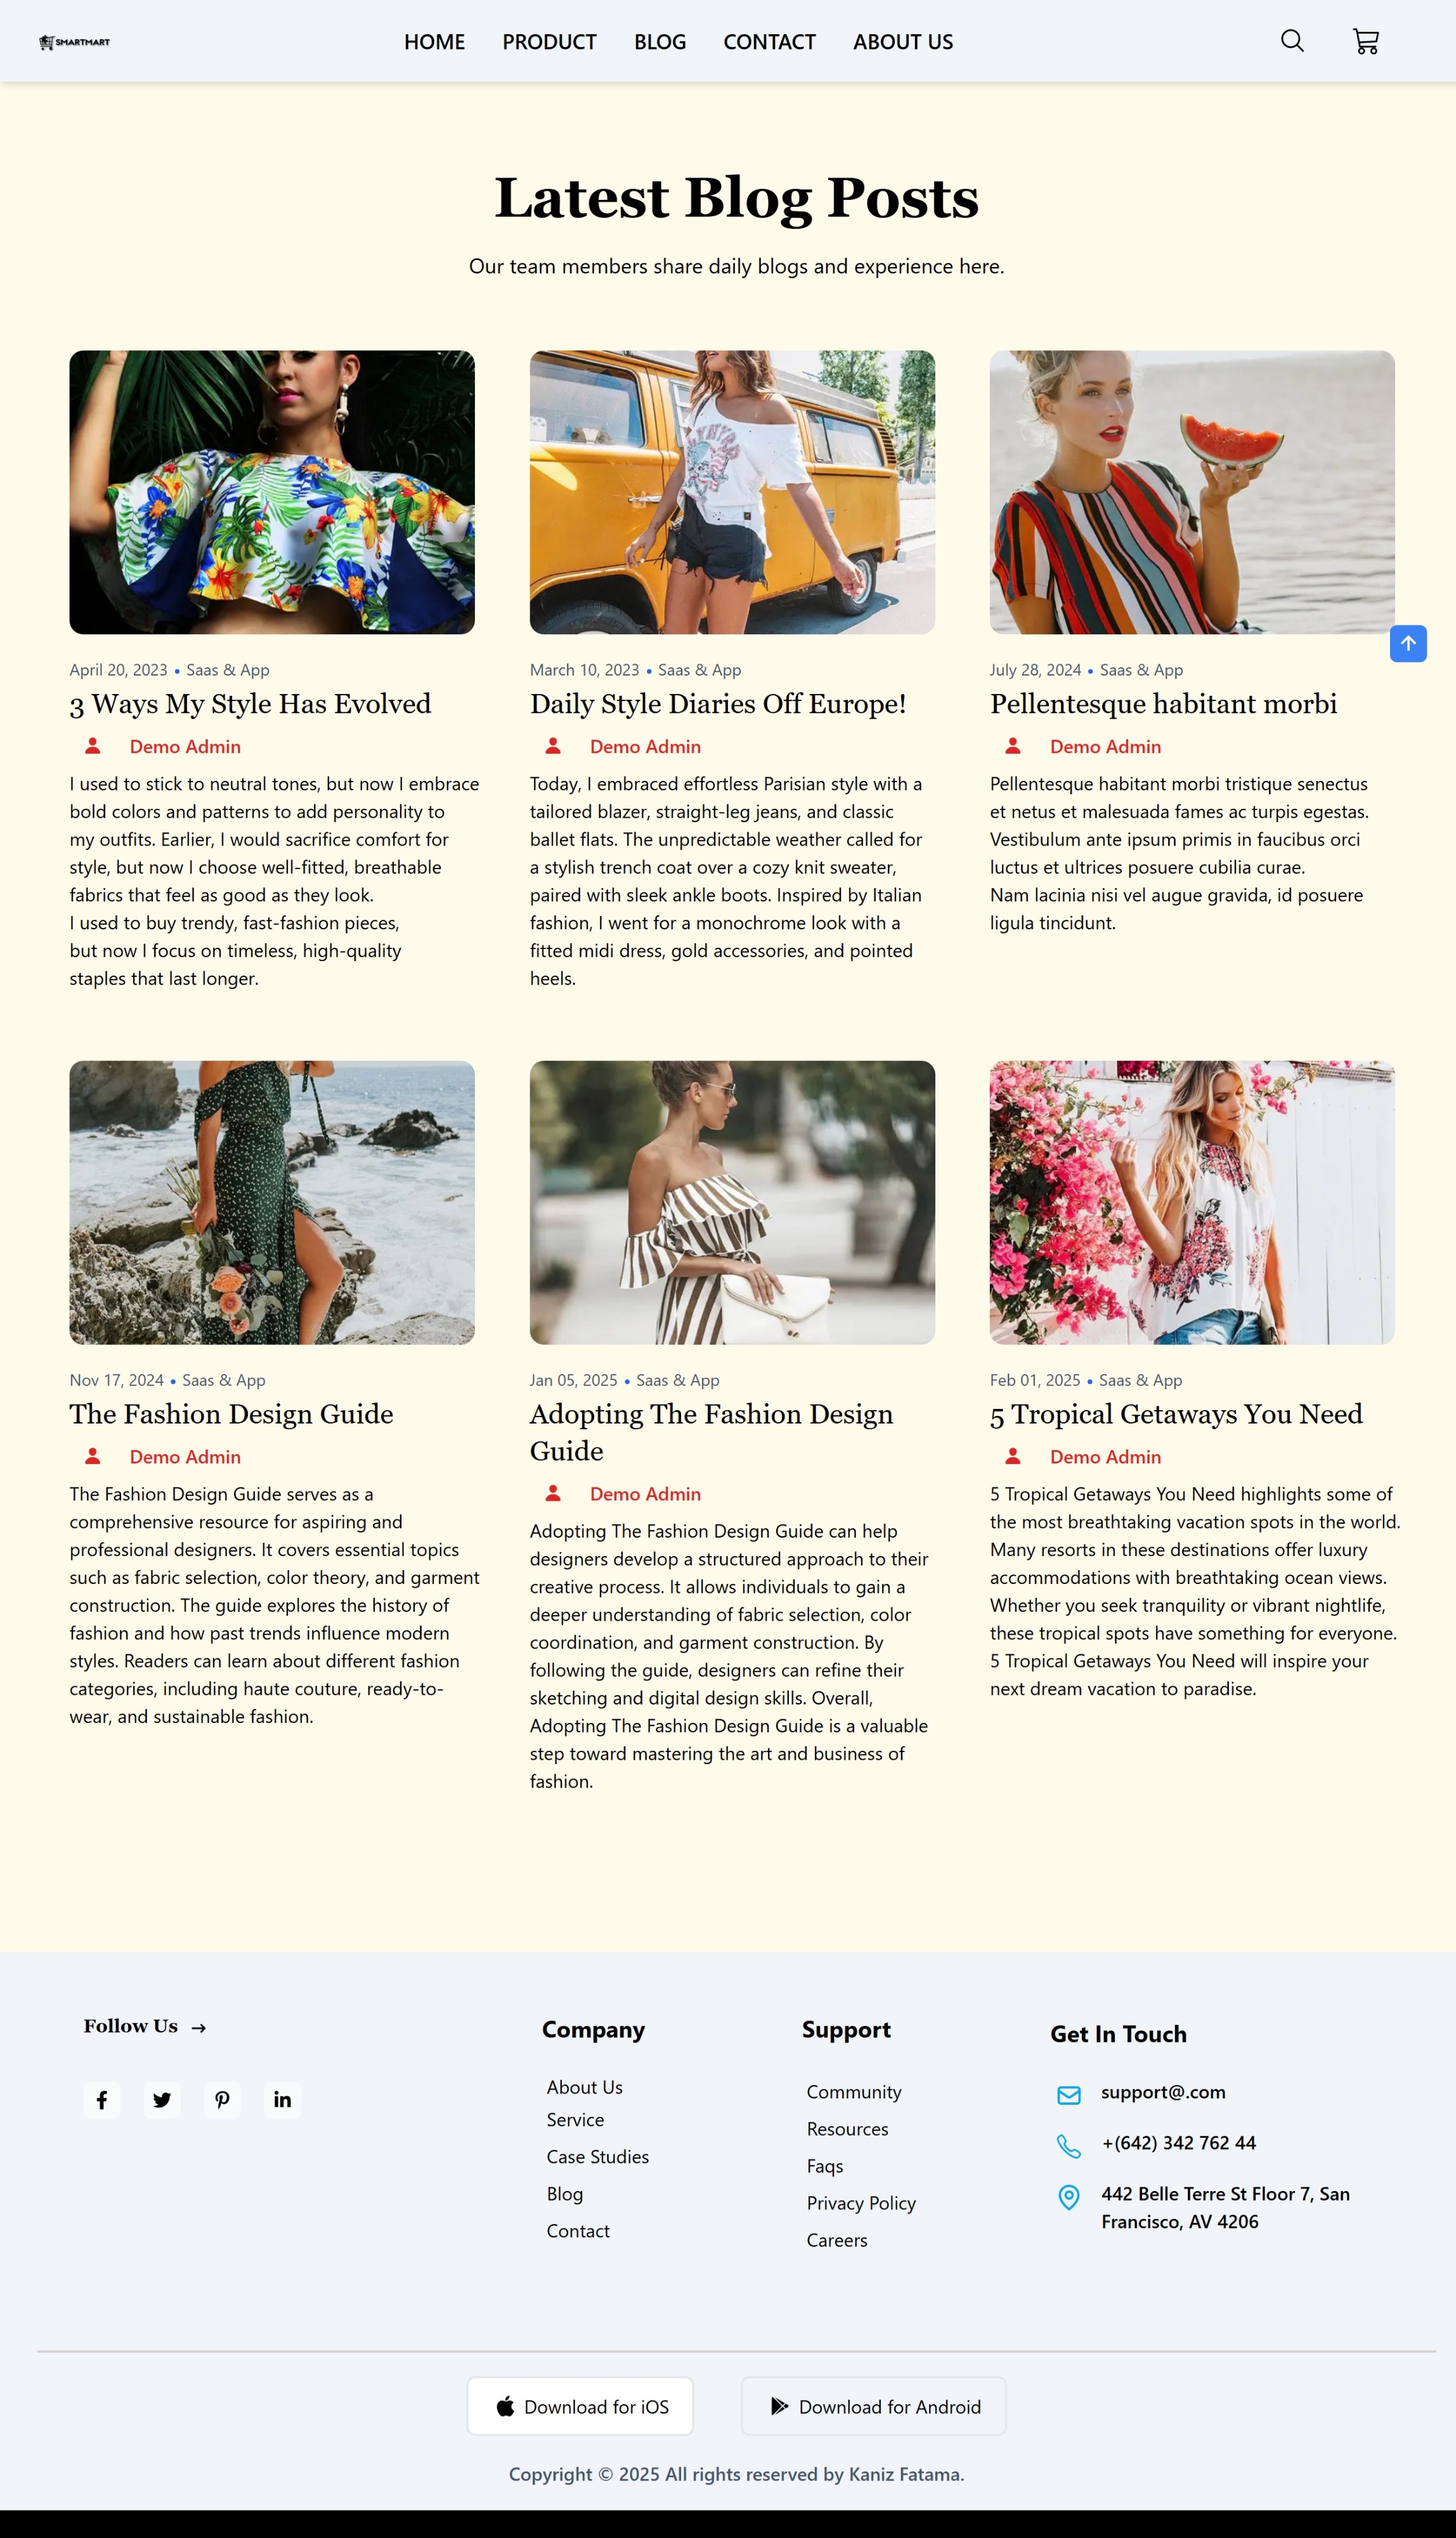 SMARTMART
HOME PRODUCT BLOG CONTACT ABOUT US
Latest Blog Posts
Our team members share daily blogs and experience here.
April 20, 2023 • Saas & App
3 Ways My Style Has Evolved
Demo Admin
I used to stick to neutral tones, but now I embrace
bold colors and patterns to add personality to
my outfits. Earlier, I would sacrifice comfort for
style, but now I choose well-fitted, breathable
fabrics that feel as good as they look.
I used to buy trendy, fast-fashion pieces,
but now I focus on timeless, high-quality
staples that last longer.
March 10, 2023 • Saas & App
Daily Style Diaries Off Europe!
Demo Admin
Today, I embraced effortless Parisian style with a
tailored blazer, straight-leg jeans, and classic
ballet flats. The unpredictable weather called for
a stylish trench coat over a cozy knit sweater,
paired with sleek ankle boots. Inspired by Italian
fashion, I went for a monochrome look with a
fitted midi dress, gold accessories, and pointed
heels.
July 28, 2024 • Saas & App
Pellentesque habitant morbi
Demo Admin
Pellentesque habitant morbi tristique senectus
et netus et malesuada fames ac turpis egestas.
Vestibulum ante ipsum primis in faucibus orci
luctus et ultrices posuere cubilia curae.
Nam lacinia nisi vel augue gravida, id posuere
ligula tincidunt.
Nov 17, 2024 • Saas & App
The Fashion Design Guide
Demo Admin
The Fashion Design Guide serves as a
comprehensive resource for aspiring and
professional designers. It covers essential topics
such as fabric selection, color theory, and garment
construction. The guide explores the history of
fashion and how past trends influence modern
styles. Readers can learn about different fashion
categories, including haute couture, ready-to-
wear, and sustainable fashion.
Jan 05, 2025 • Saas & App
Adopting The Fashion Design
Guide
Demo Admin
Adopting The Fashion Design Guide can help
designers develop a structured approach to their
creative process. It allows individuals to gain a
deeper understanding of fabric selection, color
coordination, and garment construction. By
following the guide, designers can refine their
sketching and digital design skills. Overall,
Adopting The Fashion Design Guide is a valuable
step toward mastering the art and business of
fashion.
Feb 01, 2025 • Saas & App
5 Tropical Getaways You Need
Demo Admin
5 Tropical Getaways You Need highlights some of
the most breathtaking vacation spots in the world.
Many resorts in these destinations offer luxury
accommodations with breathtaking ocean views.
Whether you seek tranquility or vibrant nightlife,
these tropical spots have something for everyone.
5 Tropical Getaways You Need will inspire your
next dream vacation to paradise.
Follow Us →
Company
About Us
Service
Case Studies
Blog
Contact
Support
Community
Resources
Faqs
Privacy Policy
Careers
Get In Touch
support@.com
+(642) 342 762 44
442 Belle Terre St Floor 7, San
Francisco, AV 4206
Download for iOS
Download for Android
Copyright © 2025 All rights reserved by Kaniz Fatama.